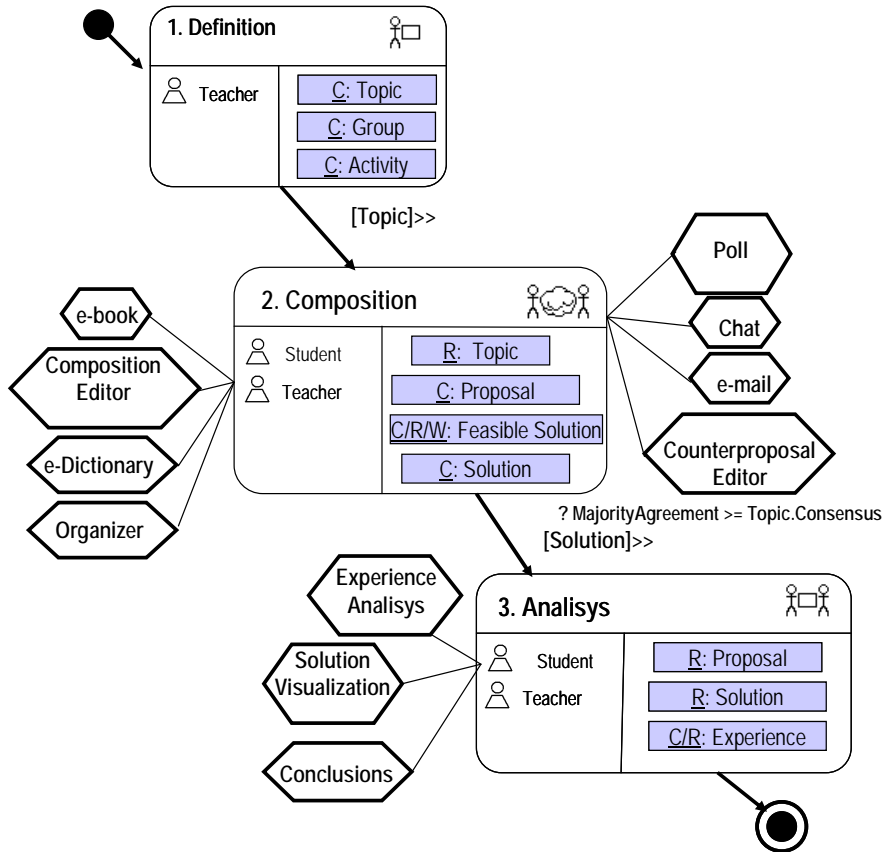 1. Definition
Teacher
C: Topic
C: Group
C: Activity
[Topic]>>
2. Composition
Student
Teacher
R: Topic
C: Proposal
C/R/W: Feasible Solution
C: Solution
e-book
Composition
Editor
e-Dictionary
Organizer
Poll
Chat
e-mail
Counterproposal
Editor
? MajorityAgreement >= Topic.Consensus
[Solution]>>
3. Analisys
Student
Teacher
R: Proposal
R: Solution
C/R: Experience
Experience
Analisys
Solution
Visualization
Conclusions